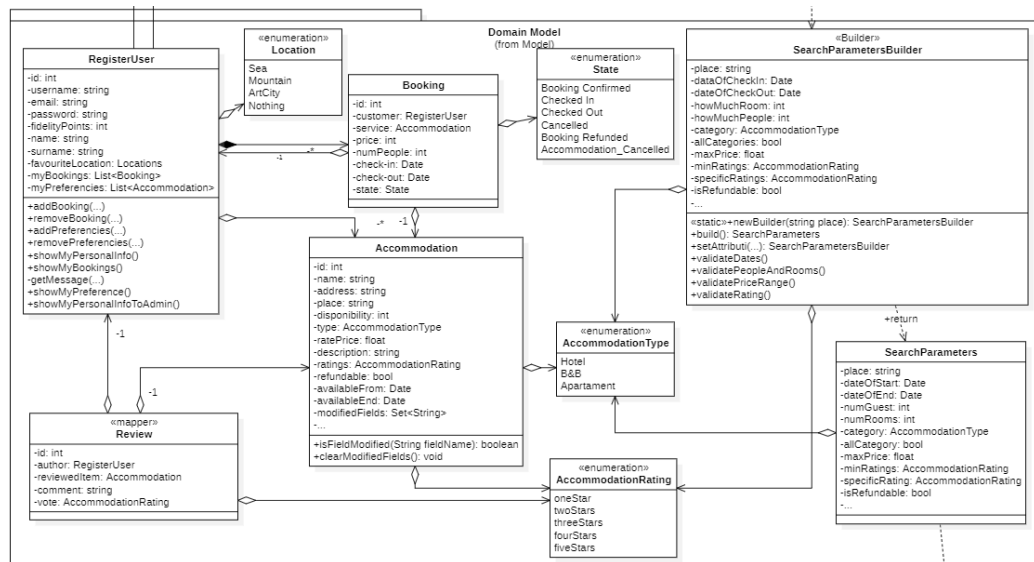 Domain Model
(from Model)
RegisterUser
-id: int
-username: string
-email: string
-password: string
-fidelityPoints: int
-name: string
-surname: string
-favouriteLocation: Locations
-myBookings: List<Booking>
-myPreferencies: List<Accommodation>
+addBooking(...)
+removeBooking(...)
+addPreferencies(...)
+removePreferencies(...)
+showMyPersonalInfo()
+showMyBookings()
-getMessage(...)
+showMyPreference()
+showMyPersonalInfoToAdmin()
«enumeration»
Location
Sea
Mountain
ArtCity
Nothing
Booking
-id: int
-customer: RegisterUser
-service: Accommodation
-price: int
-numPeople: int
-check-in: Date
-check-out: Date
-state: State
«enumeration»
State
Booking Confirmed
Checked In
Checked Out
Cancelled
Booking Refunded
Accommodation_Cancelled
«Builder»
SearchParametersBuilder
-place: string
-dataOfCheckIn: Date
-dateOfCheckOut: Date
-howMuchRoom: int
-howMuchPeople: int
-category: AccommodationType
-allCategories: bool
-maxPrice: float
-minRatings: AccommodationRating
-specificRatings: AccommodationRating
-isRefundable: bool
-...
«static»+newBuilder(string place): SearchParametersBuilder
+build(): SearchParameters
+setAttributi(...): SearchParametersBuilder
+validateDates()
+validatePeopleAndRooms()
+validatePriceRange()
+validateRating()
-1
-*
-*
-1
Accommodation
-id: int
-name: string
-address: string
-place: string
-disponibility: int
-type: AccommodationType
-ratePrice: float
-description: string
-ratings: AccommodationRating
-refundable: bool
-availableFrom: Date
-availableEnd: Date
-modifiedFields: Set<String>
-...
+isFieldModified(String fieldName): boolean
+clearModifiedFields(): void
«enumeration»
AccommodationType
Hotel
B&B
Apartament
+return
SearchParameters
-place: string
-dateOfStart: Date
-dateOfEnd: Date
-numGuest: int
-numRooms: int
-category: AccommodationType
-allCategory: bool
-maxPrice: float
-minRatings: AccommodationRating
-specificRating: AccommodationRating
-isRefundable: bool
-...
-1
-1
«mapper»
Review
-id: int
-author: RegisterUser
-reviewedItem: Accommodation
-comment: string
-vote: AccommodationRating
«enumeration»
AccommodationRating
oneStar
twoStars
threeStars
fourStars
fiveStars